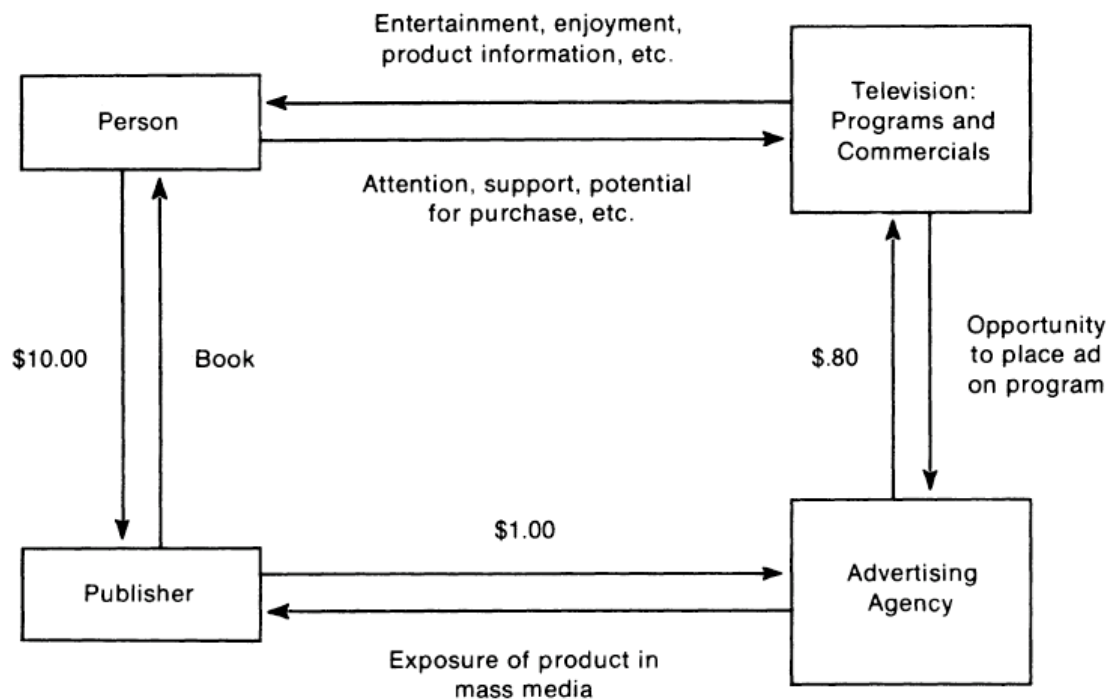 Entertainment, enjoyment,
product information, etc.
Person
Television:
Programs and
Commercials
Attention, support, potential
for purchase, etc.
$10.00
Book
$.80
Opportunity
to place ad
on program
$1.00
Publisher
Advertising
Agency
Exposure of product in
mass media